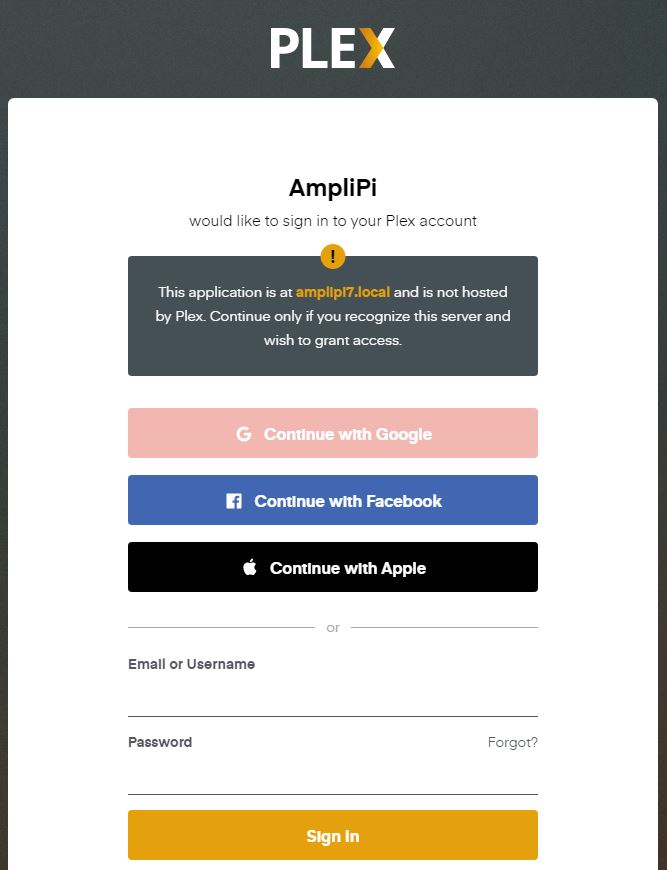 PLEX
AmpliPi
would like to sign in to your Plex account
!
This application is at amplipi7.local and is not hosted
by Plex. Continue only if you recognize this server and
wish to grant access.
G Continue with Google
f Continue with Facebook
Continue with Apple
or
Email or Username
Password Forgot?
Sign In